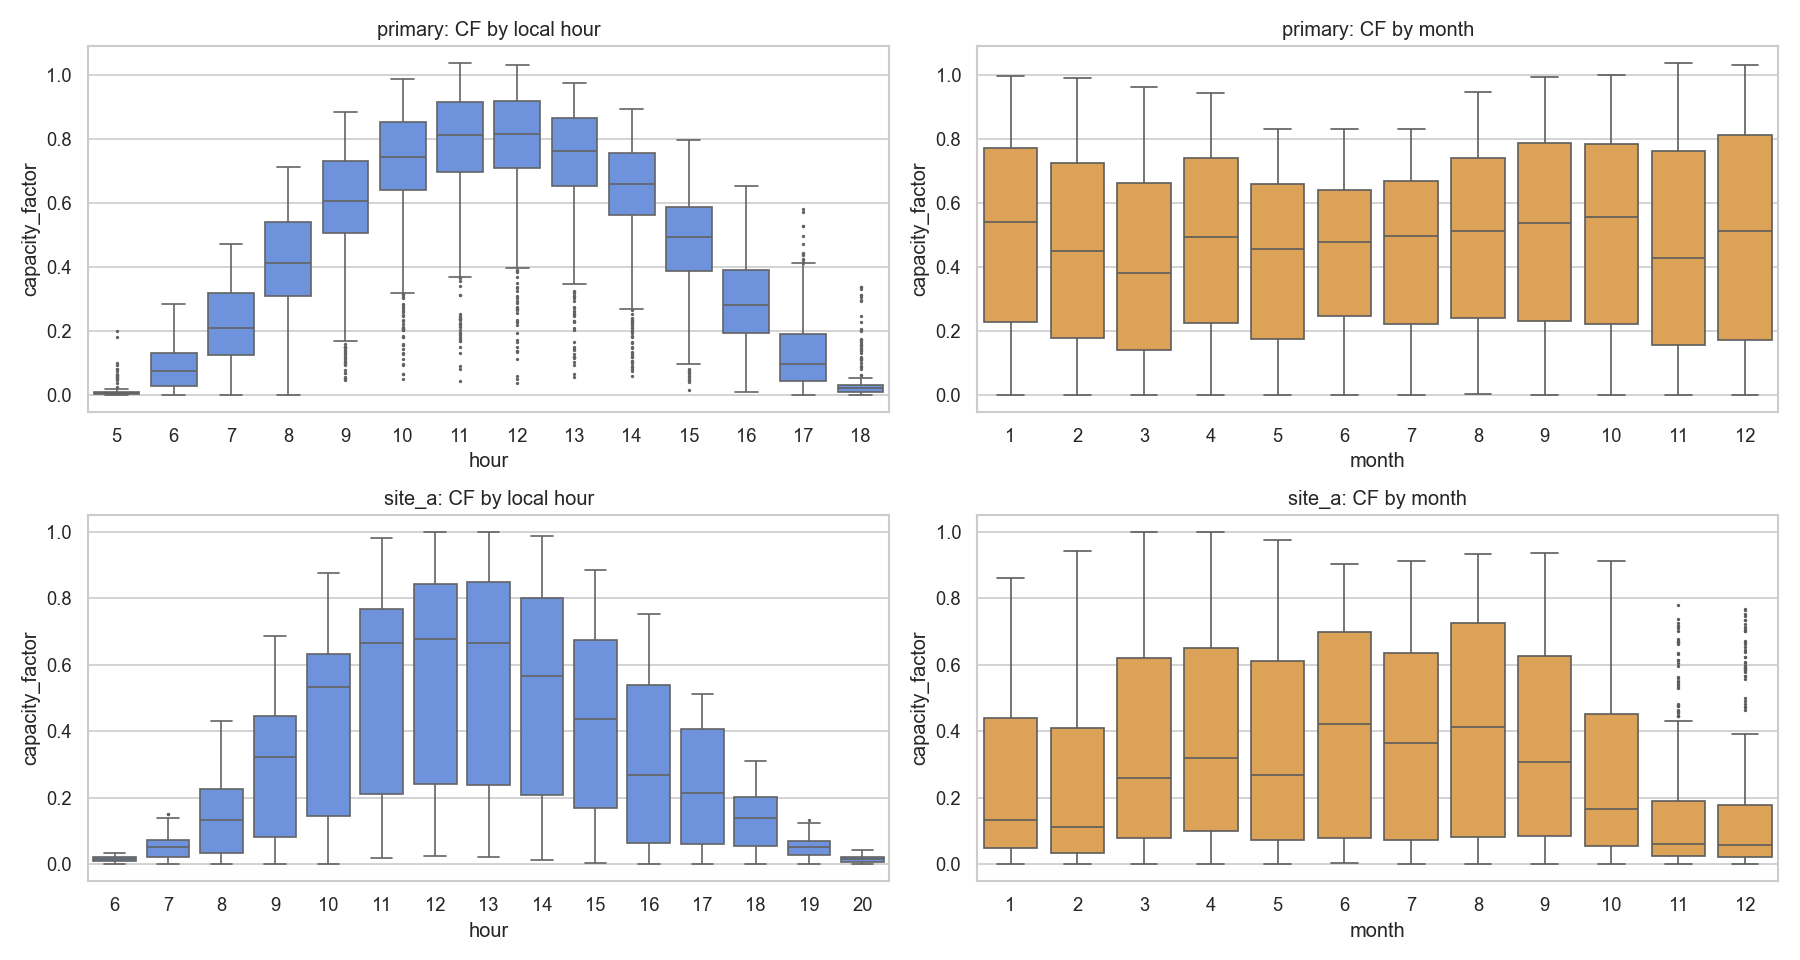 primary: CF by local hour
capacity_factor
1.0
0.8
0.6
0.4
0.2
0.0
5 6 7 8 9 10 11 12 13 14 15 16 17 18
hour
primary: CF by month
capacity_factor
1.0
0.8
0.6
0.4
0.2
0.0
1 2 3 4 5 6 7 8 9 10 11 12
month
site_a: CF by local hour
capacity_factor
1.0
0.8
0.6
0.4
0.2
0.0
6 7 8 9 10 11 12 13 14 15 16 17 18 19 20
hour
site_a: CF by month
capacity_factor
1.0
0.8
0.6
0.4
0.2
0.0
1 2 3 4 5 6 7 8 9 10 11 12
month